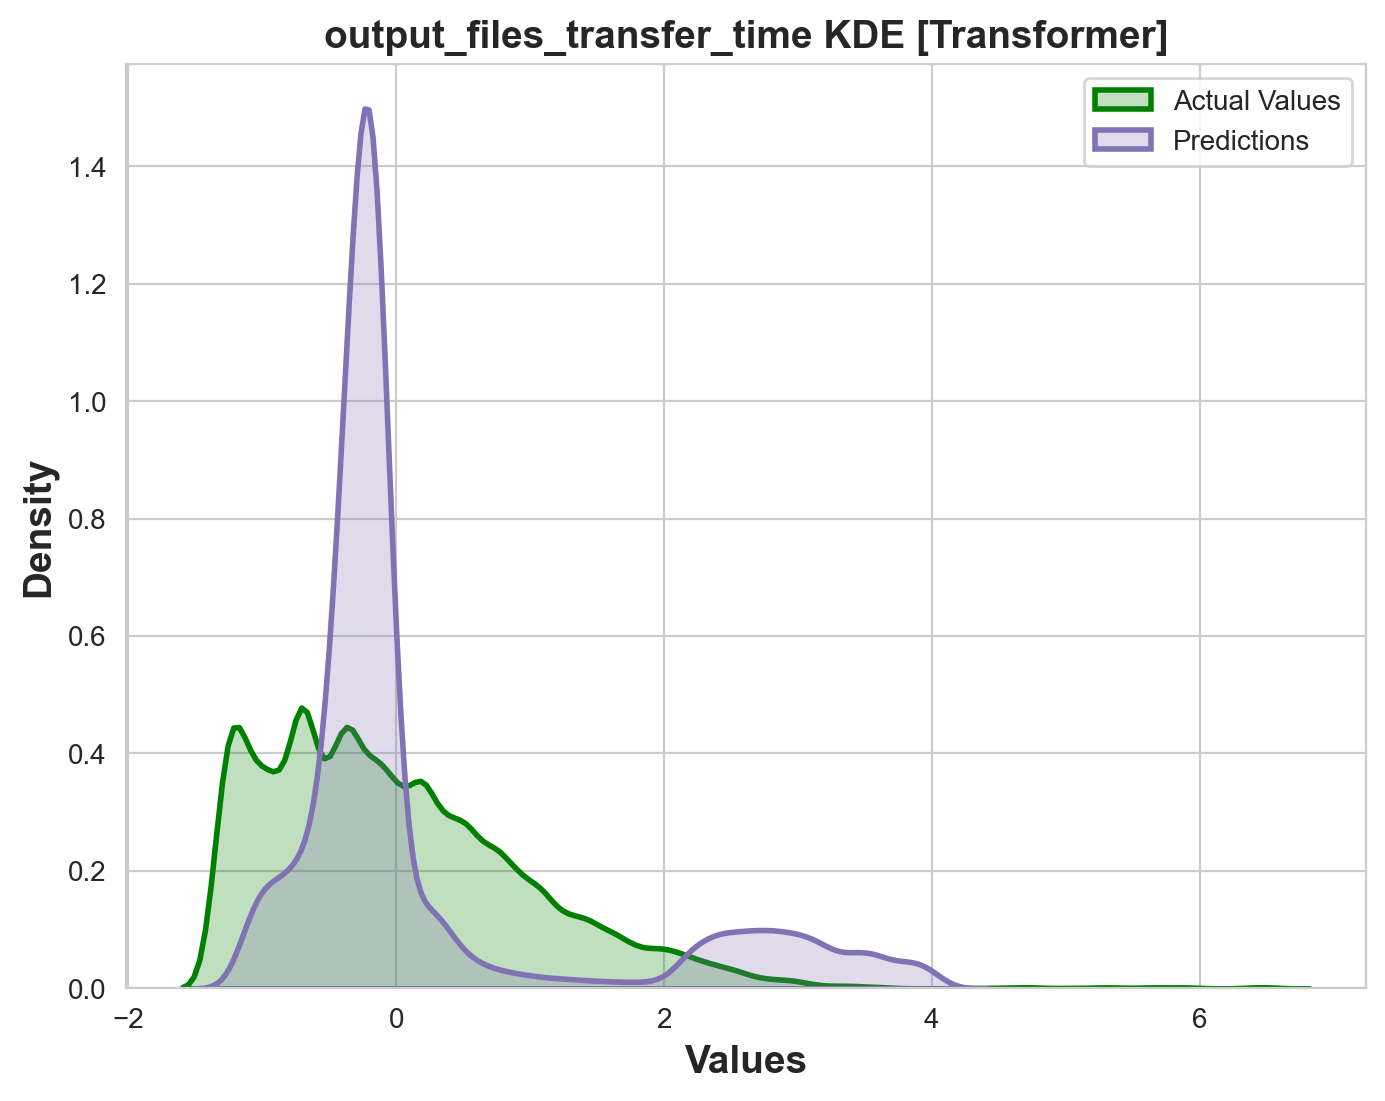 output_files_transfer_time KDE [Transformer]
Actual Values
Predictions
Density
1.4
1.2
1.0
0.8
0.6
0.4
0.2
0.0
−2 0 2 4 6
Values